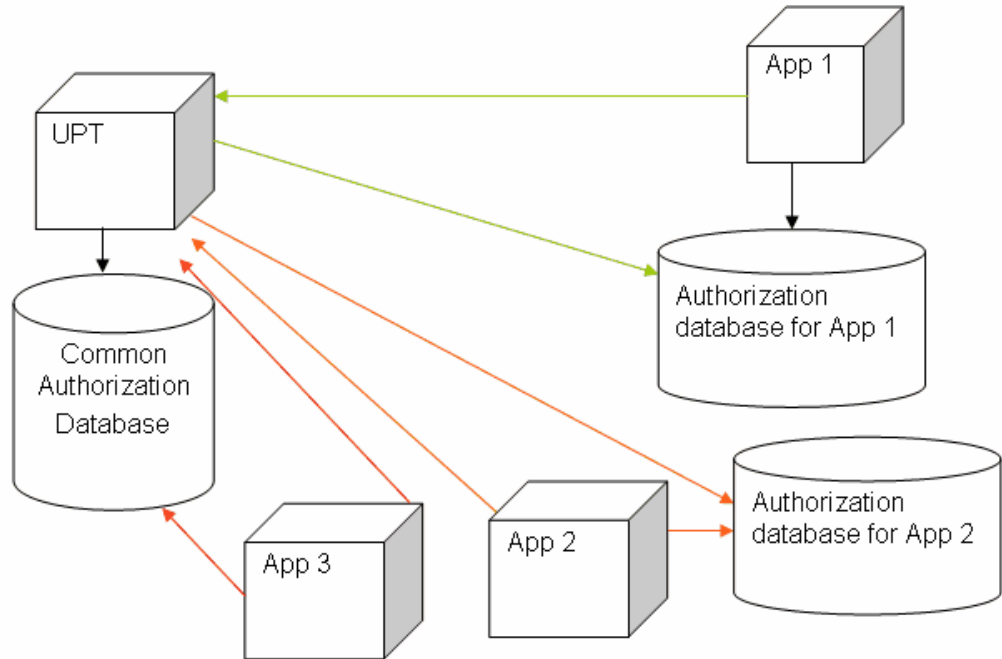 App 1
UPT
Authorization
database for App 1
Common
Authorization
Database
Authorization
database for App 2
App 2
App 3